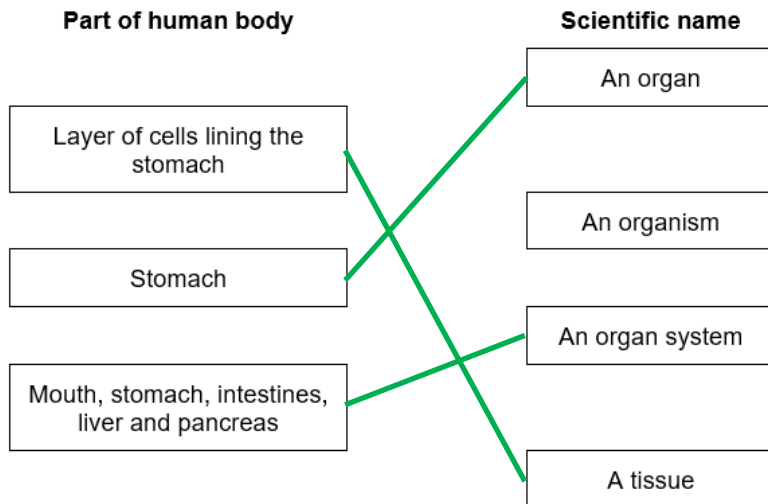 Part of human body
Scientific name
Layer of cells lining the
stomach
Stomach
Mouth, stomach, intestines,
liver and pancreas
An organ
An organism
An organ system
A tissue